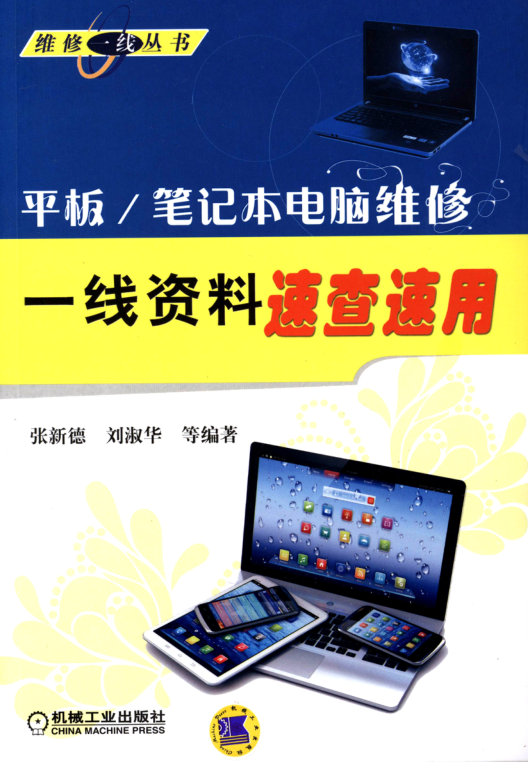 维修一线丛书
平板/笔记本电脑维修
一线资料速查速用
张新德 刘淑华 等编著
机械工业出版社
CHINA MACHINE PRESS